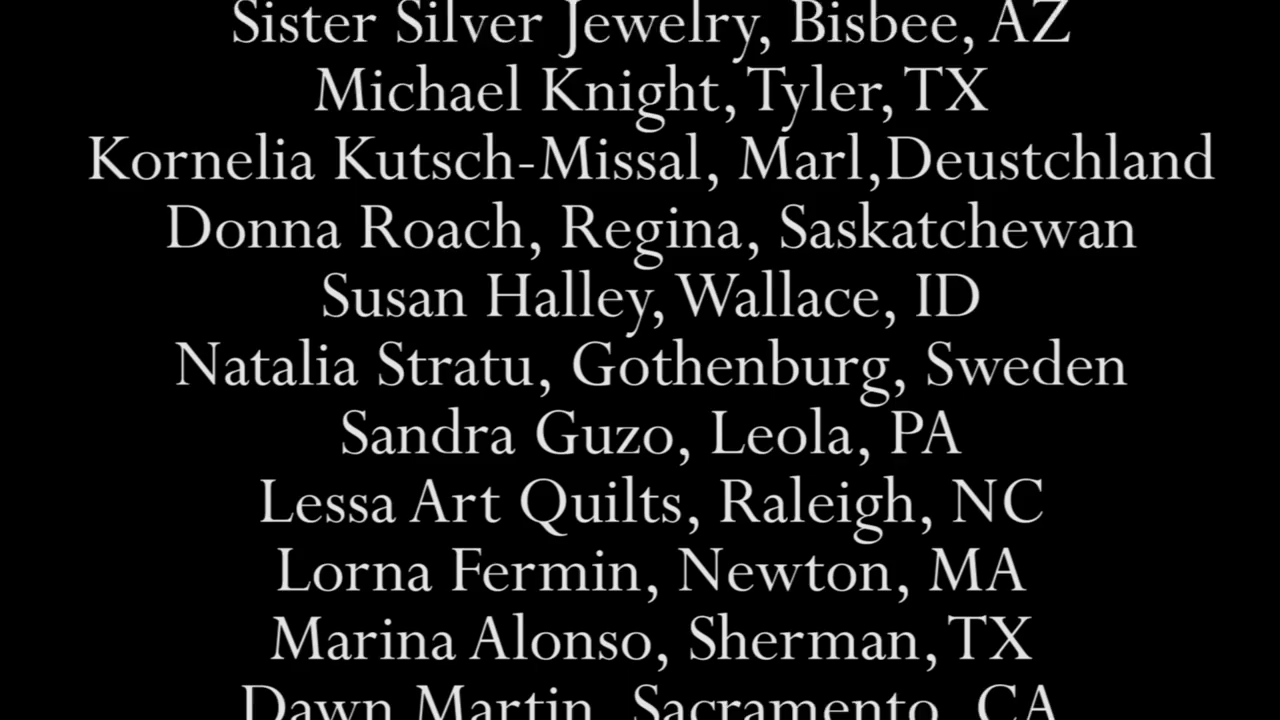 Sister Silver Jewelry, Bisbee, AZ
Michael Knight, Tyler, TX
Kornelia Kutsch-Missal, Marl,Deustchland
Donna Roach, Regina, Saskatchewan
Susan Halley, Wallace, ID
Natalia Stratu, Gothenburg, Sweden
Sandra Guzo, Leola, PA
Lessa Art Quilts, Raleigh, NC
Lorna Fermin, Newton, MA
Marina Alonso, Sherman, TX
Dawn Martin, Sacramento, CA